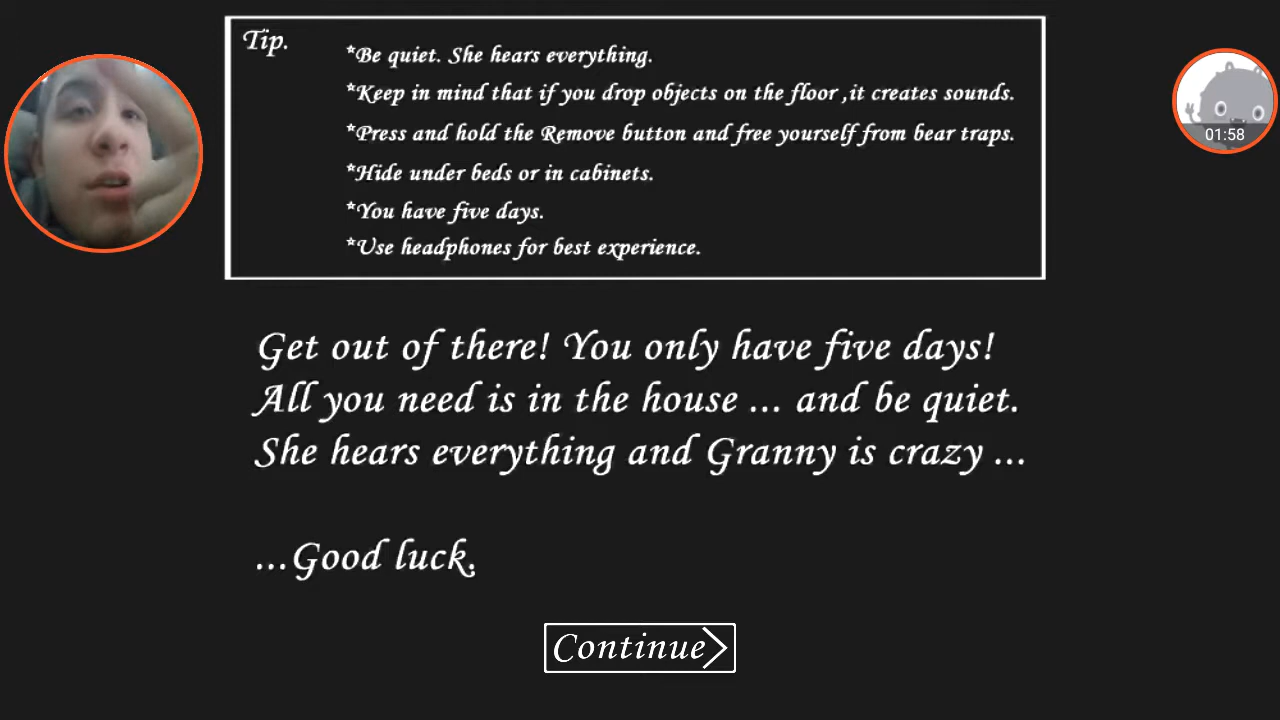 Tip.
*Be quiet. She hears everything.
*Keep in mind that if you drop objects on the floor ,it creates sounds.
*Press and hold the Remove button and free yourself from bear traps.
*Hide under beds or in cabinets.
*You have five days.
*Use headphones for best experience.
01:58
Get out of there! You only have five days!
All you need is in the house ... and be quiet.
She hears everything and Granny is crazy ...
...Good luck.
Continue>